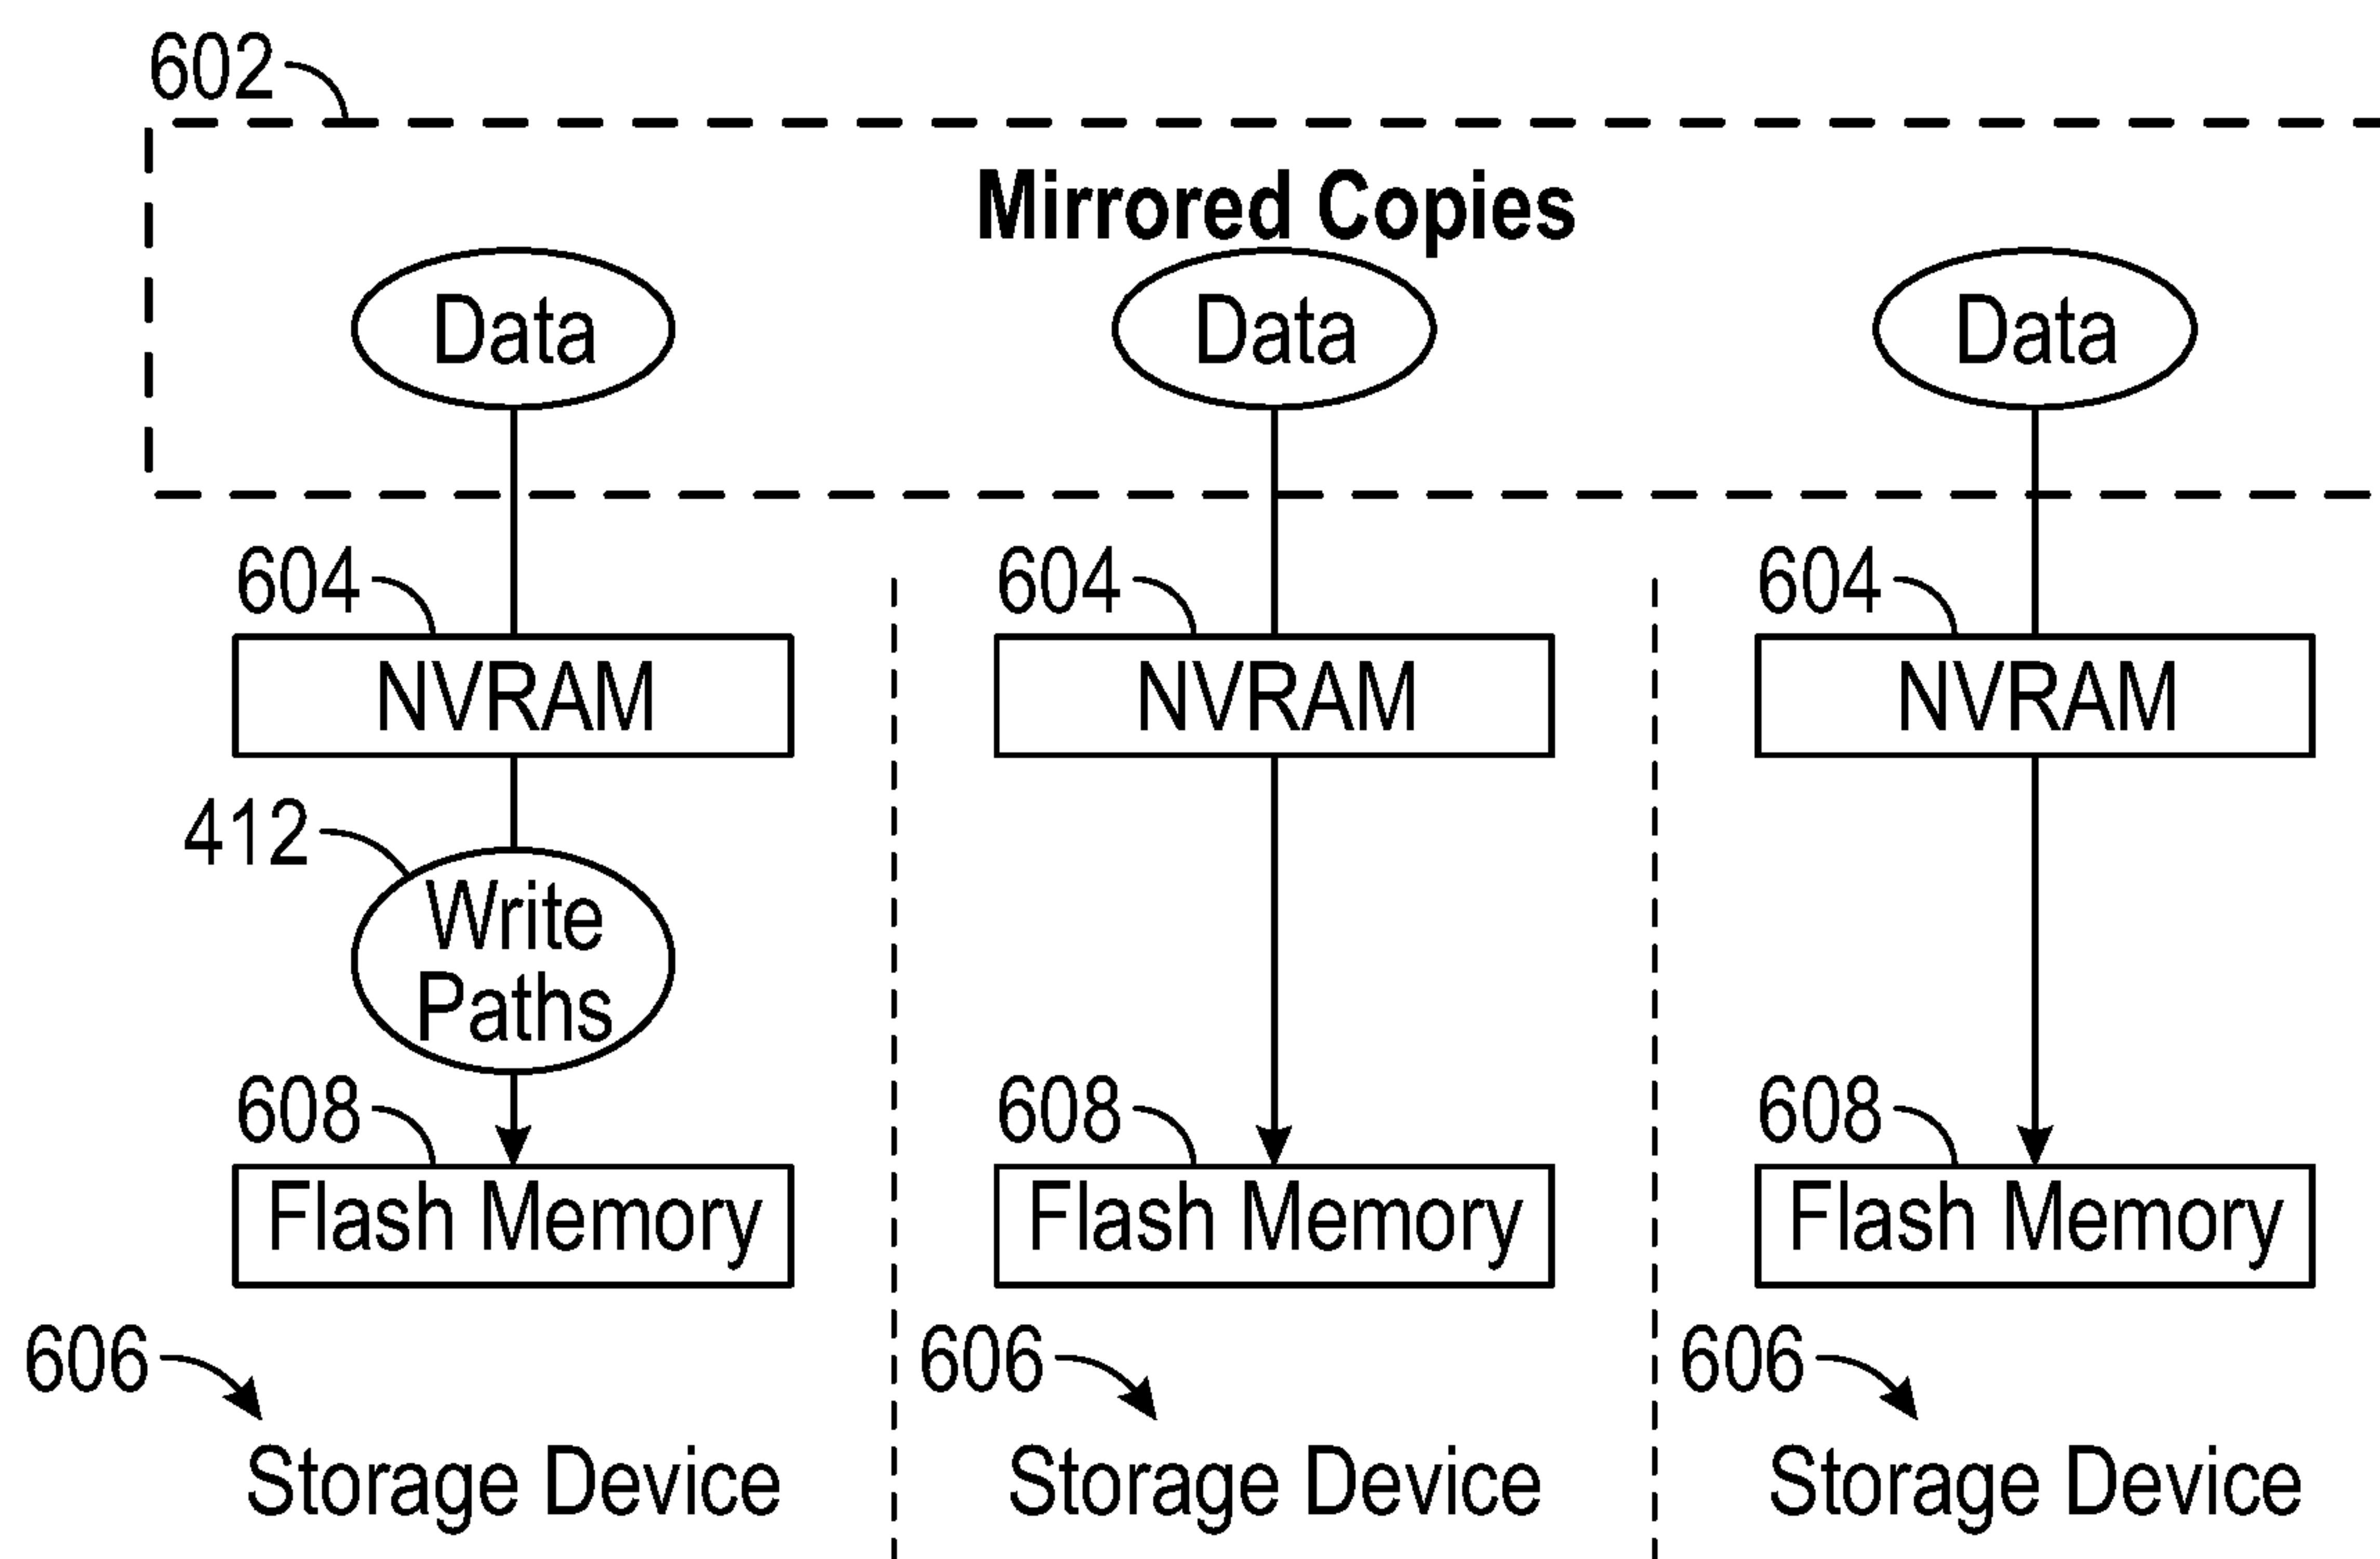 602
Mirrored Copies
Data Data Data
604 604 604
NVRAM NVRAM NVRAM
412
Write
Paths
608 608 608
Flash Memory Flash Memory Flash Memory
606 606 606
Storage Device Storage Device Storage Device